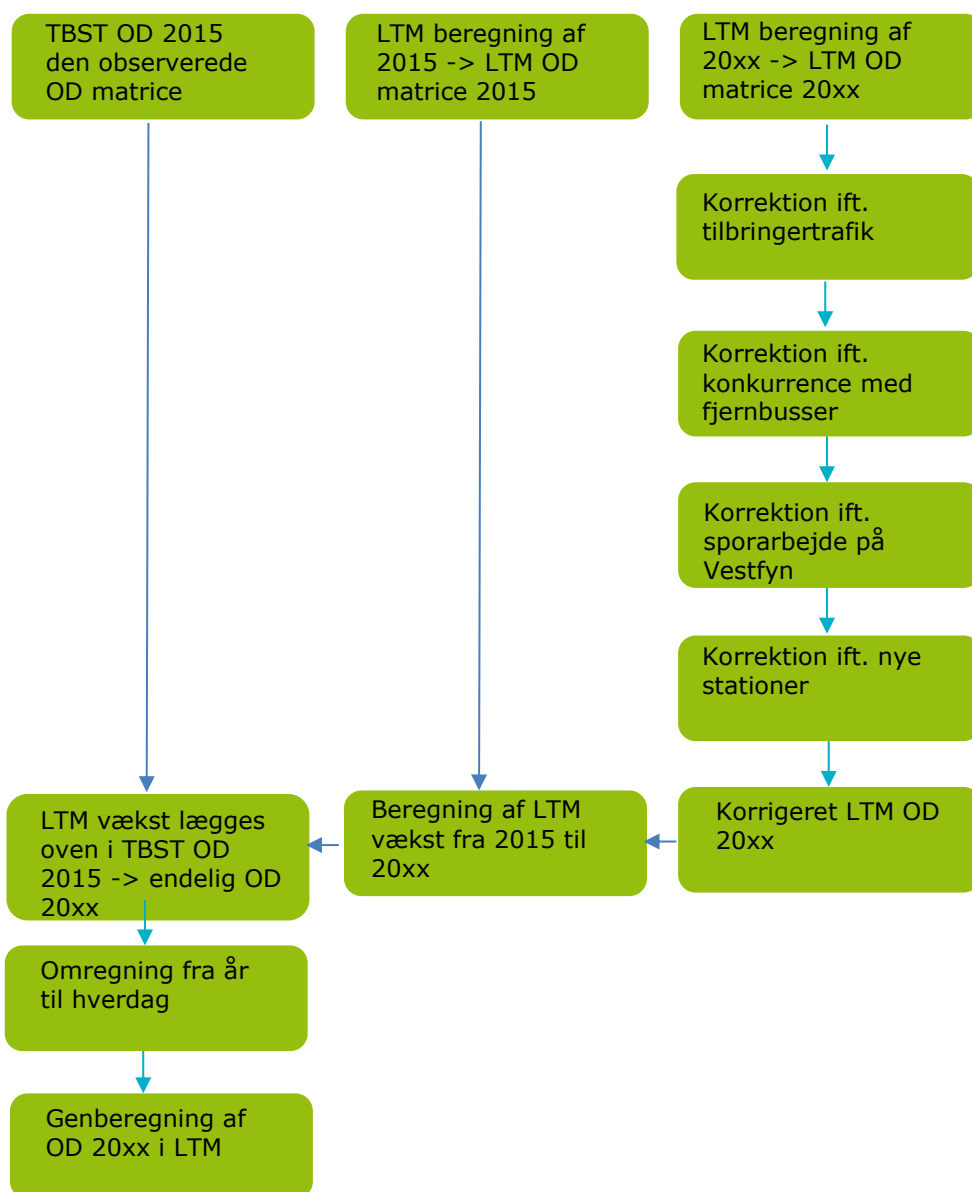 TBST OD 2015
den observerede
OD matrice
LTM beregning af
2015 -> LTM OD
matrice 2015
LTM beregning af
20xx -> LTM OD
matrice 20xx
Korrektion ift.
tilbringertrafik
Korrektion ift.
konkurrence med
fjernbusser
Korrektion ift.
sporarbejde på
Vestfyn
Korrektion ift. nye
stationer
LTM vækst lægges
oven i TBST OD
2015 -> endelig OD
20xx
Beregning af LTM
vækst fra 2015 til
20xx
Korrigeret LTM OD
20xx
Omregning fra år
til hverdag
Genberegning af
OD 20xx i LTM